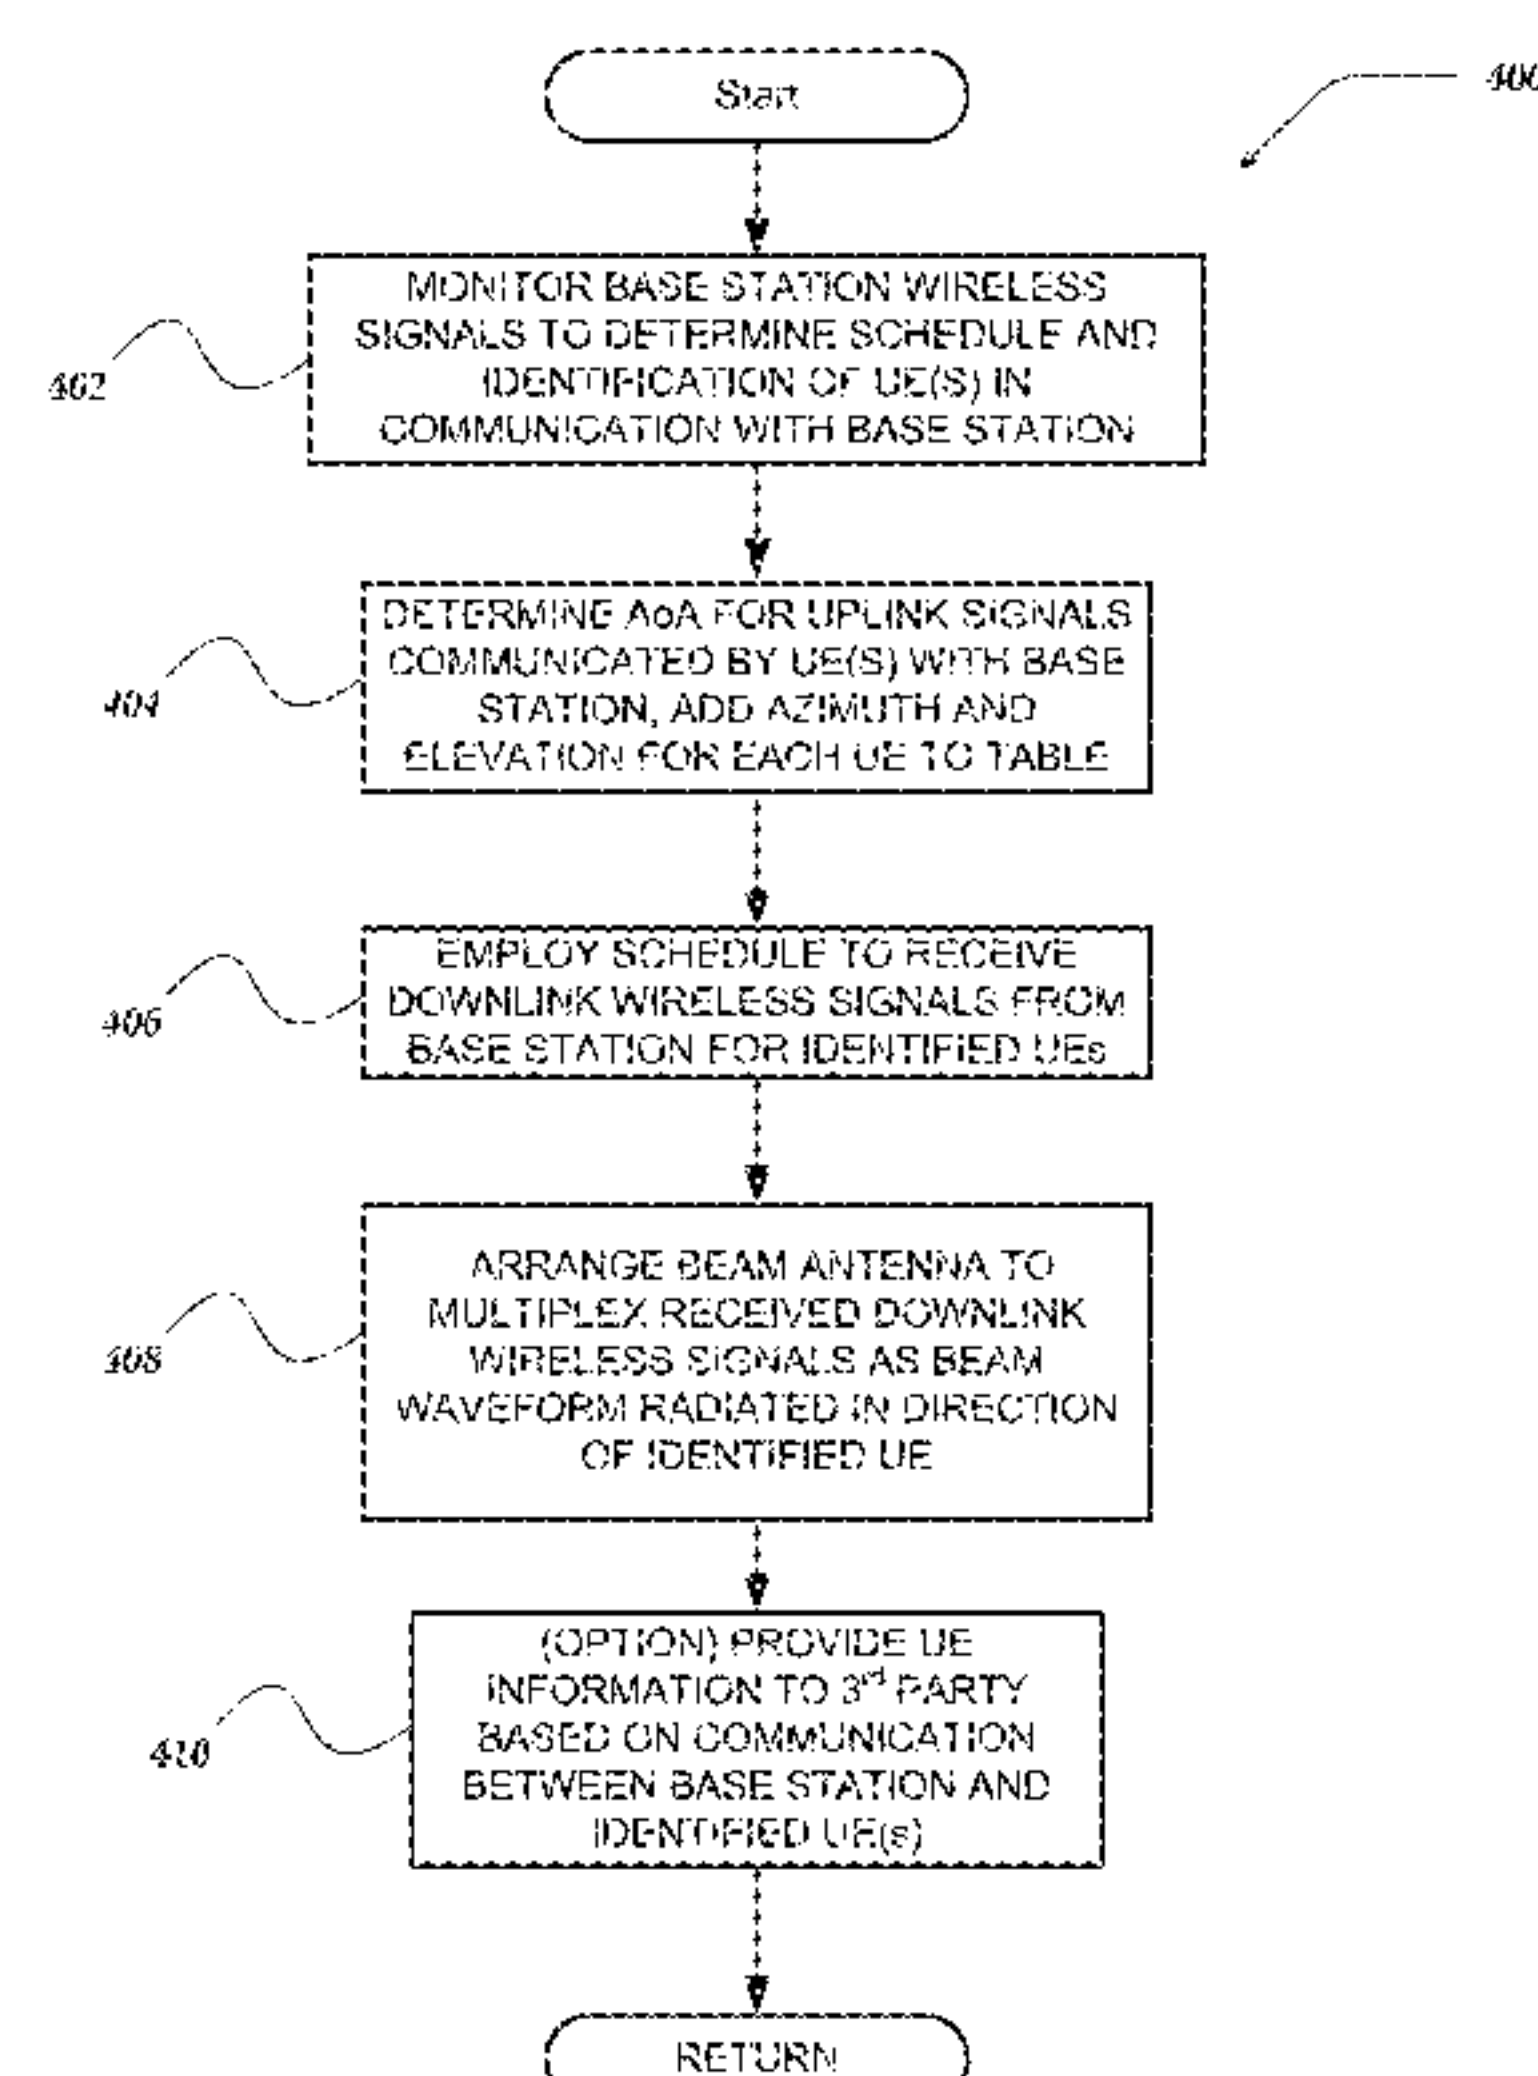 Start
400
MONITOR BASE STATION WIRELESS
SIGNALS TO DETERMINE SCHEDULE AND
IDENTIFICATION OF UE(S) IN
COMMUNICATION WITH BASE STATION
402
DETERMINE AoA FOR UPLINK SIGNALS
COMMUNICATED BY UE(S) WITH BASE
STATION, ADD AZIMUTH AND
ELEVATION FOR EACH UE TO TABLE
404
EMPLOY SCHEDULE TO RECEIVE
DOWNLINK WIRELESS SIGNALS FROM
BASE STATION FOR IDENTIFIED UEs
406
ARRANGE BEAM ANTENNA TO
MULTIPLEX RECEIVED DOWNLINK
WIRELESS SIGNALS AS BEAM
WAVEFORM RADIATED IN DIRECTION
OF IDENTIFIED UE
408
(OPTION) PROVIDE UE
INFORMATION TO 3rd PARTY
BASED ON COMMUNICATION
BETWEEN BASE STATION AND
IDENTIFIED UE(s)
410
RETURN